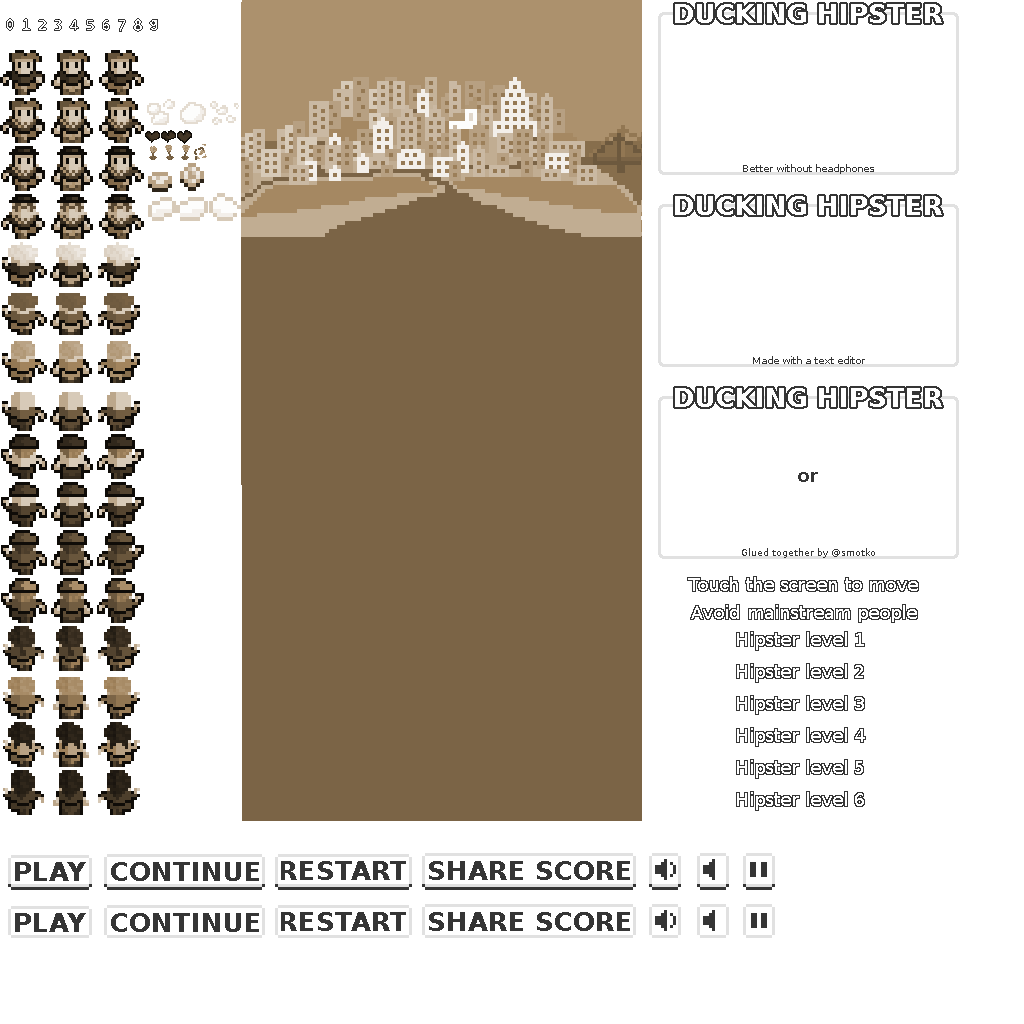 0 1 2 3 4 5 6 7 8 9
DUCKING HIPSTER
Better without headphones
DUCKING HIPSTER
Made with a text editor
DUCKING HIPSTER
or
Glued together by @smotko
Touch the screen to move
Avoid mainstream people
Hipster level 1
Hipster level 2
Hipster level 3
Hipster level 4
Hipster level 5
Hipster level 6
PLAY CONTINUE RESTART SHARE SCORE
PLAY CONTINUE RESTART SHARE SCORE